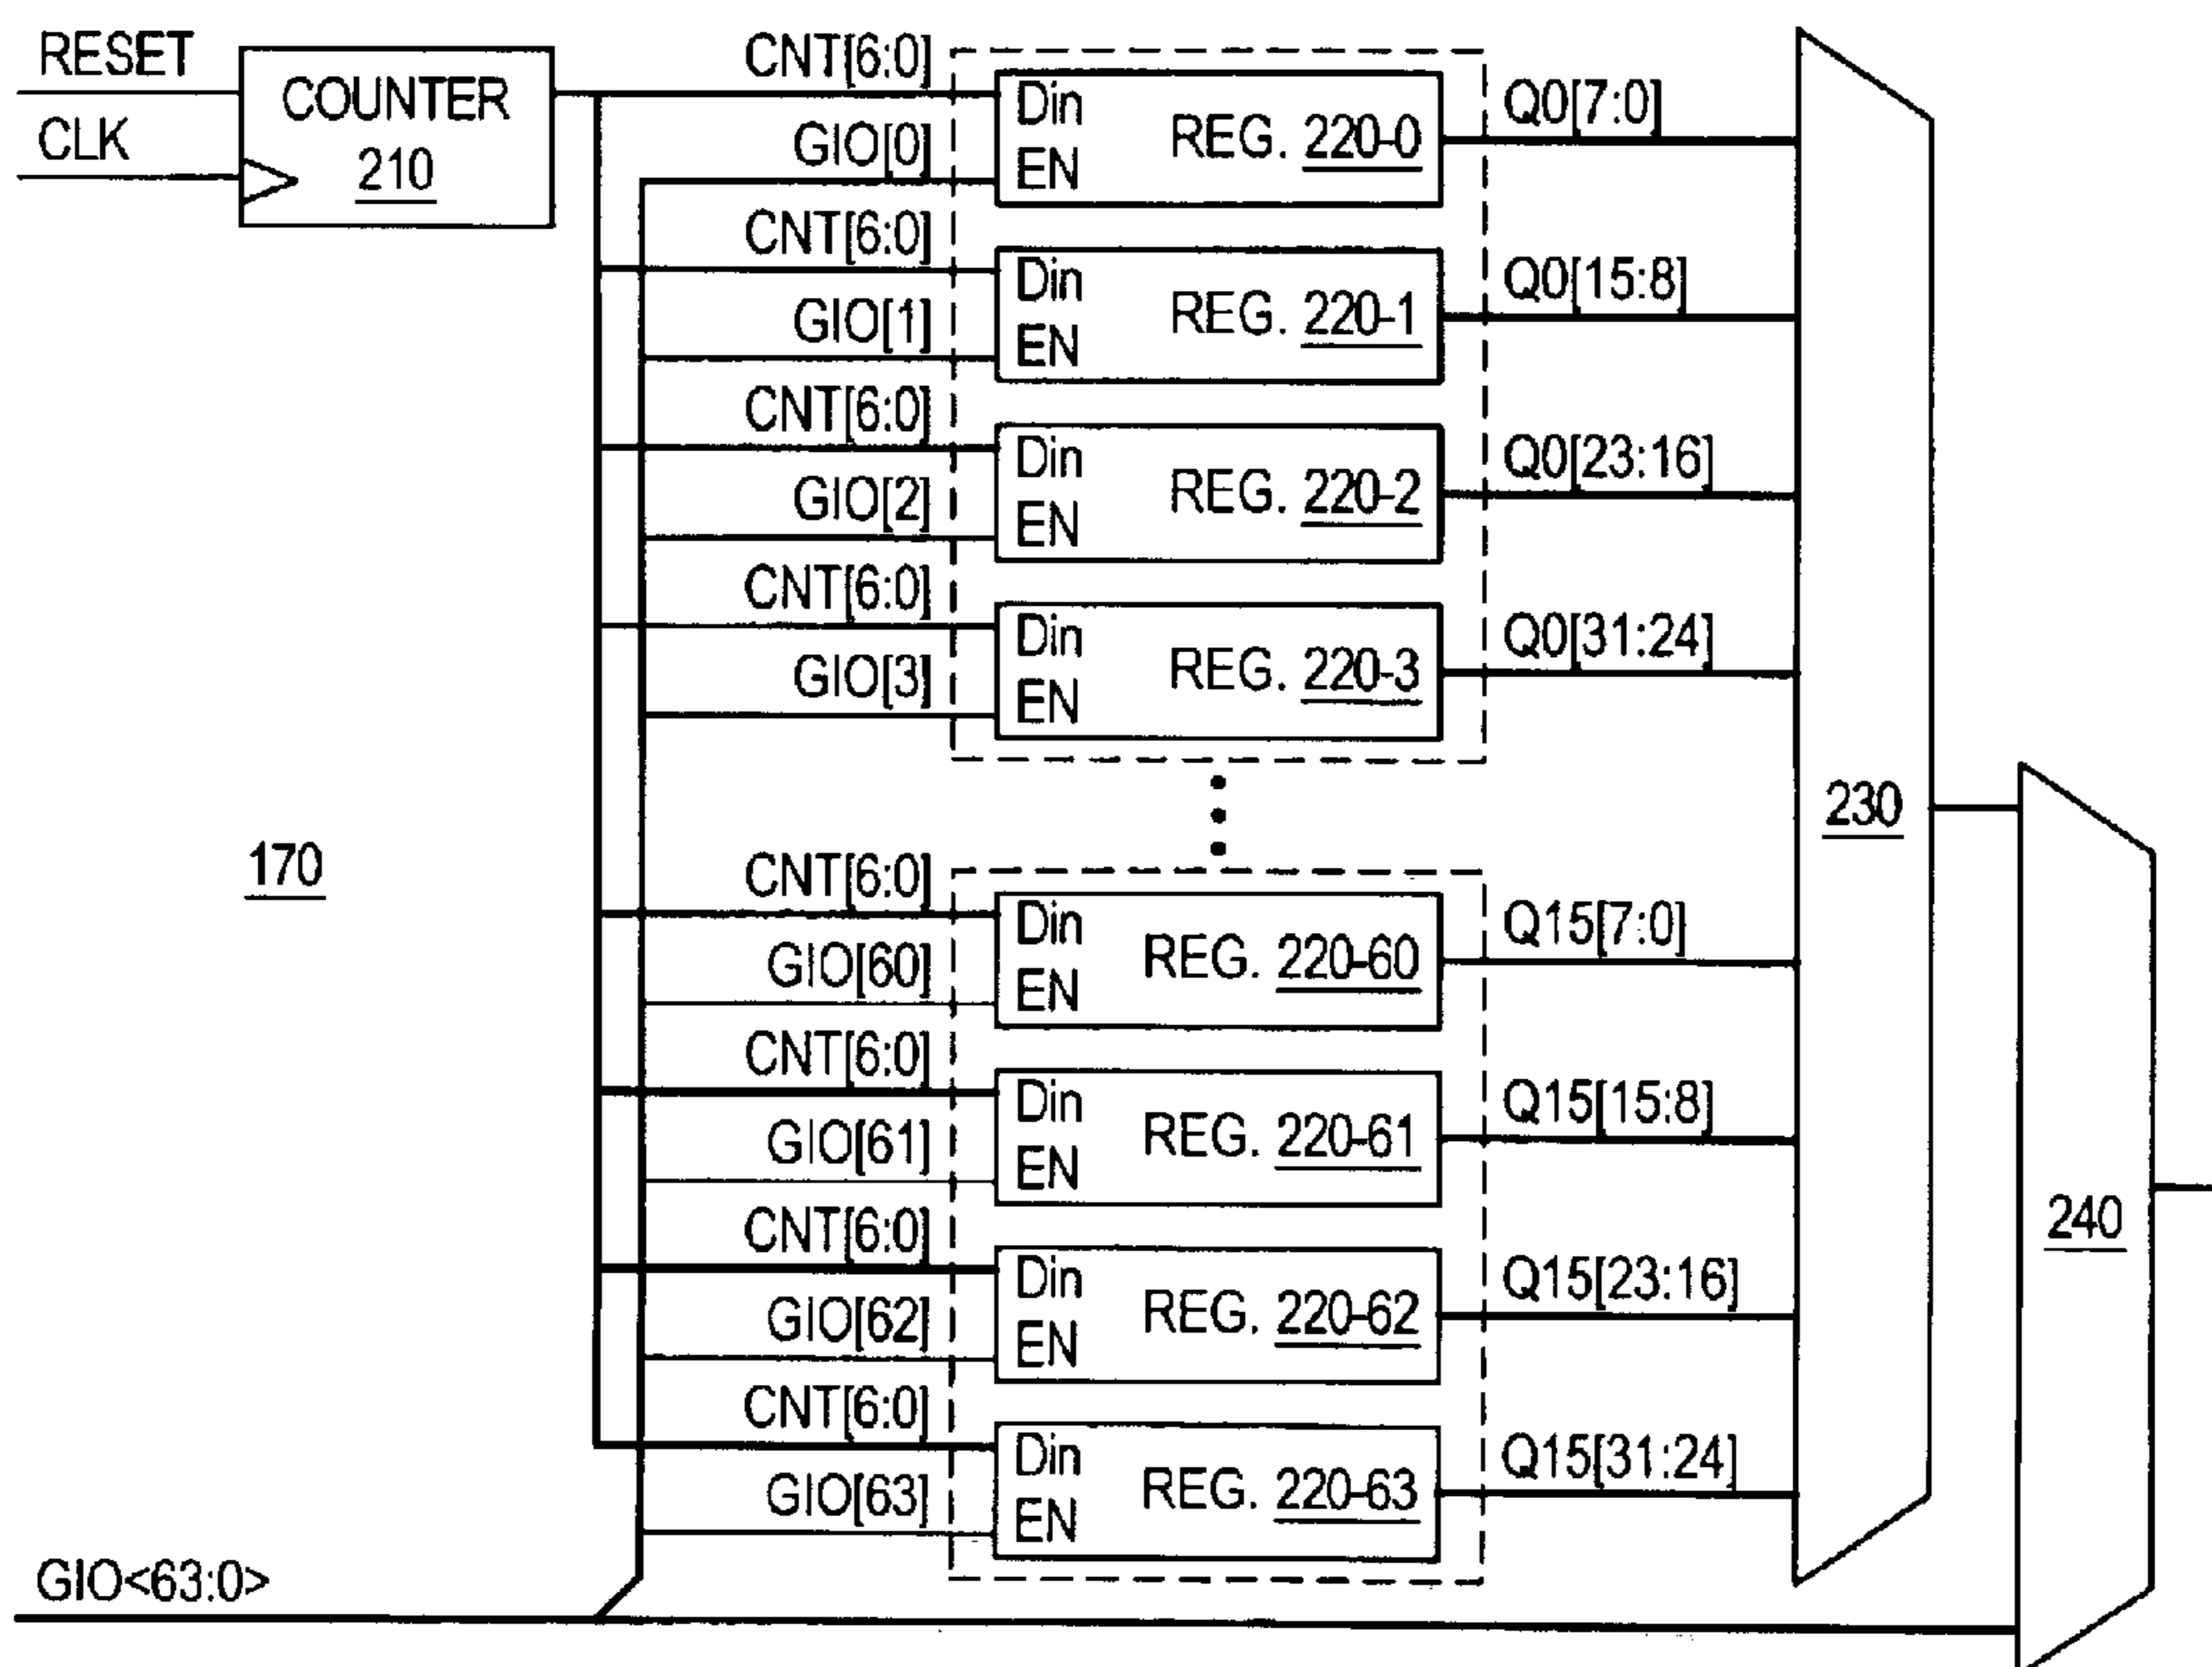 RESET
CLK
COUNTER
210
CNT[6:0]
GIO[0]
Din
EN
REG. 220-0
Q0[7:0]
CNT[6:0]
GIO[1]
Din
EN
REG. 220-1
Q0[15:8]
CNT[6:0]
GIO[2]
Din
EN
REG. 220-2
Q0[23:16]
CNT[6:0]
GIO[3]
Din
EN
REG. 220-3
Q0[31:24]
170
230
CNT[6:0]
GIO[60]
Din
EN
REG. 220-60
Q15[7:0]
CNT[6:0]
GIO[61]
Din
EN
REG. 220-61
Q15[15:8]
CNT[6:0]
GIO[62]
Din
EN
REG. 220-62
Q15[23:16]
240
CNT[6:0]
GIO[63]
Din
EN
REG. 220-63
Q15[31:24]
GIO<63:0>